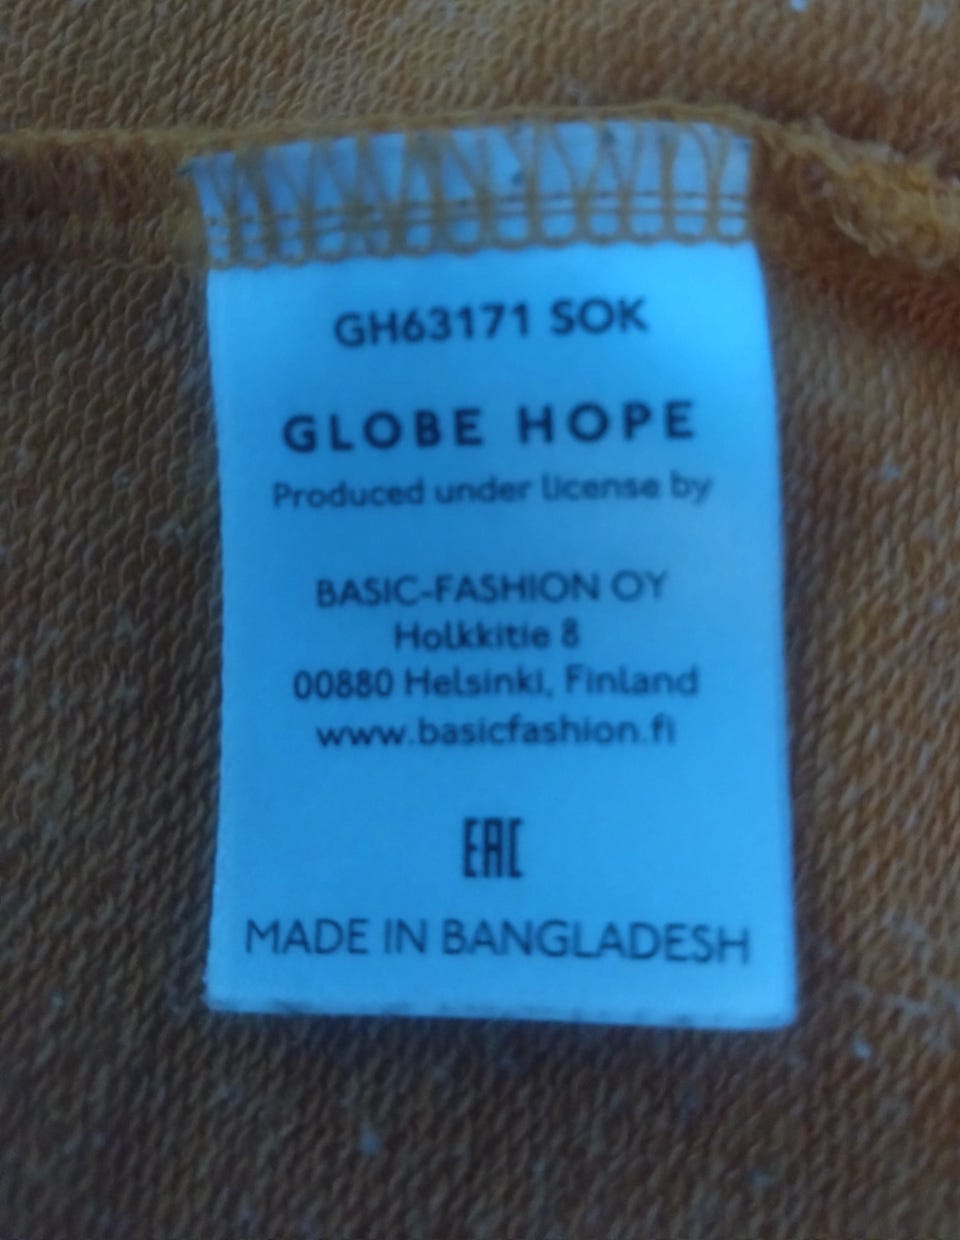 GH63171 SOK
GLOBE HOPE
Produced under license by
BASIC-FASHION OY
Holkkitie 8
00880 Helsinki, Finland
www.basicfashion.fi
EAC
MADE IN BANGLADESH